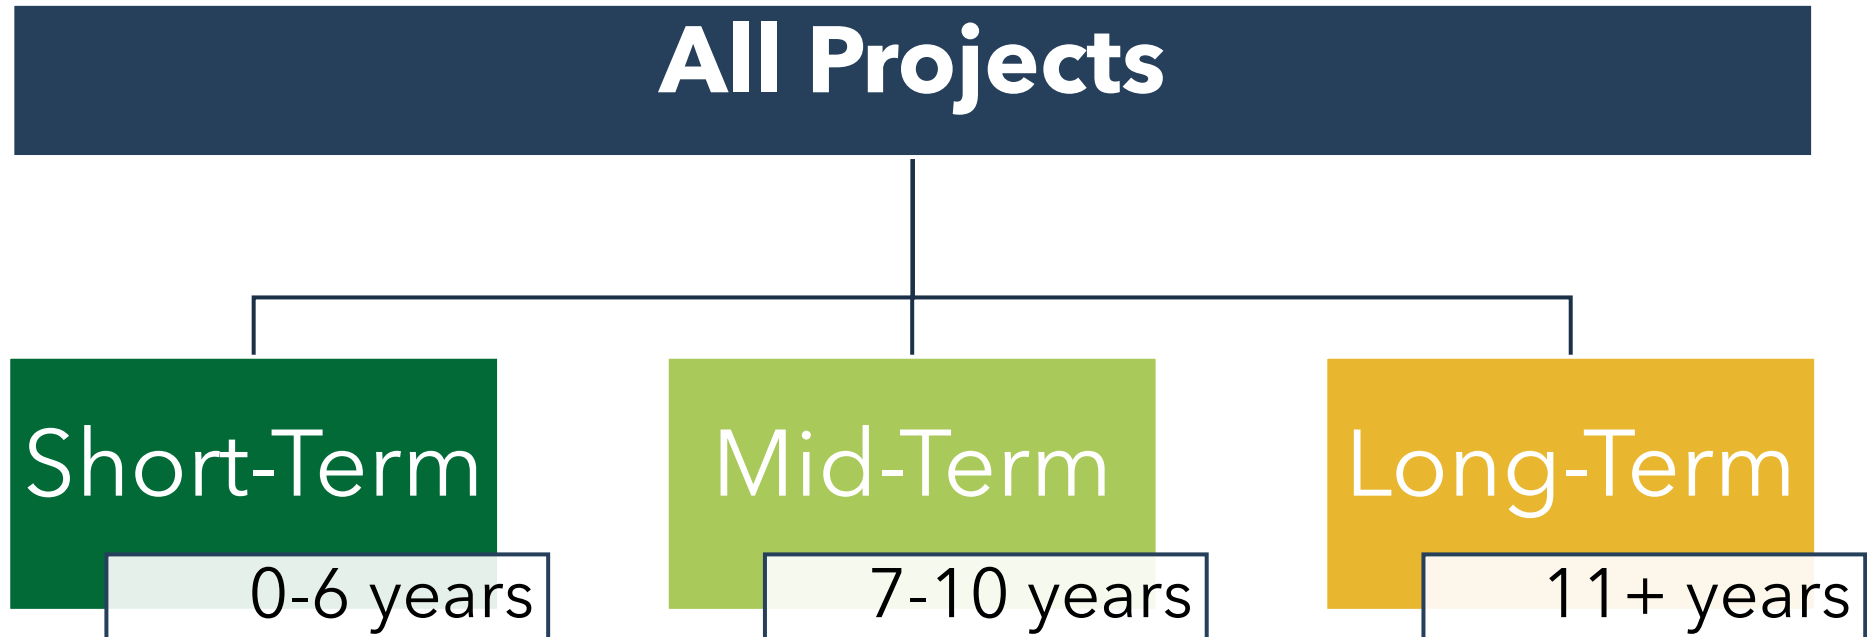 All Projects
Short-Term
Mid-Term
Long-Term
0-6 years
7-10 years
11+ years